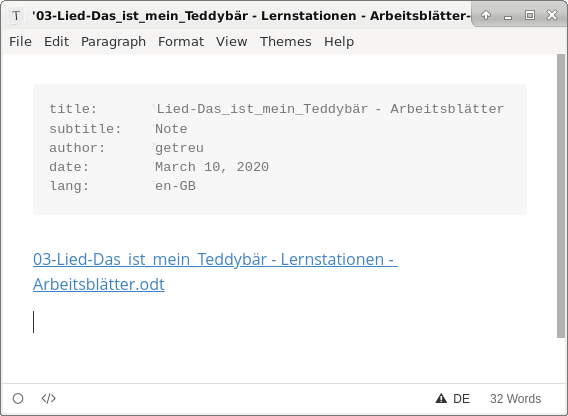 T '03-Lied-Das_ist_mein_Teddybär - Lernstationen - Arbeitsblätter-
File Edit Paragraph Format View Themes Help
title: 'Lied-Das_ist_mein_Teddybär - Arbeitsblätter
subtitle: 'Note
author: 'getreu
date: 'March 10, 2020
lang: 'en-GB
03-Lied-Das_ist_mein_Teddybär - Lernstationen -
Arbeitsblätter.odt
</> DE 32 Words